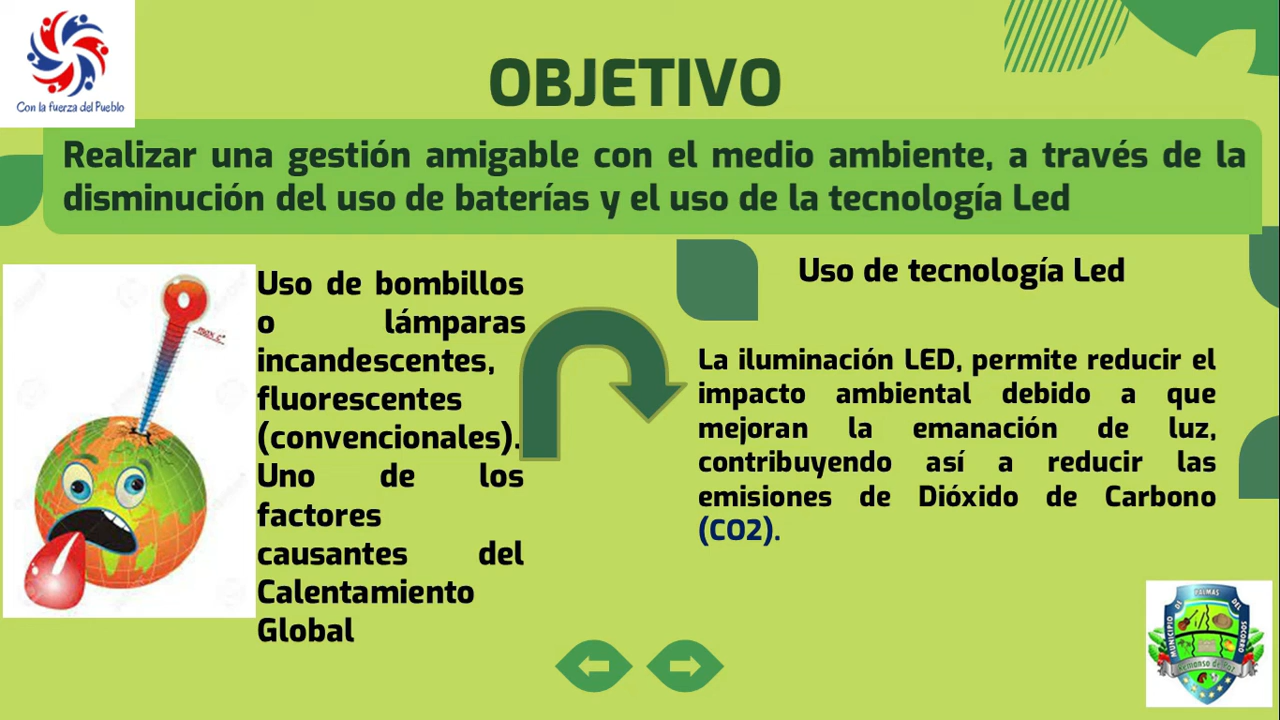 Con la fuerza del Pueblo
OBJETIVO
Realizar una gestión amigable con el medio ambiente, a través de la
disminución del uso de baterías y el uso de la tecnología Led
max c°
Uso de bombillos
o lámparas
incandescentes,
fluorescentes
(convencionales).
Uno de los
factores
causantes del
Calentamiento
Global
Uso de tecnología Led
La iluminación LED, permite reducir el
impacto ambiental debido a que
mejoran la emanación de luz,
contribuyendo así a reducir las
emisiones de Dióxido de Carbono
(CO2).
MUNICIPIO DE PALMAS DEL SOCORRO
Remanso de Paz